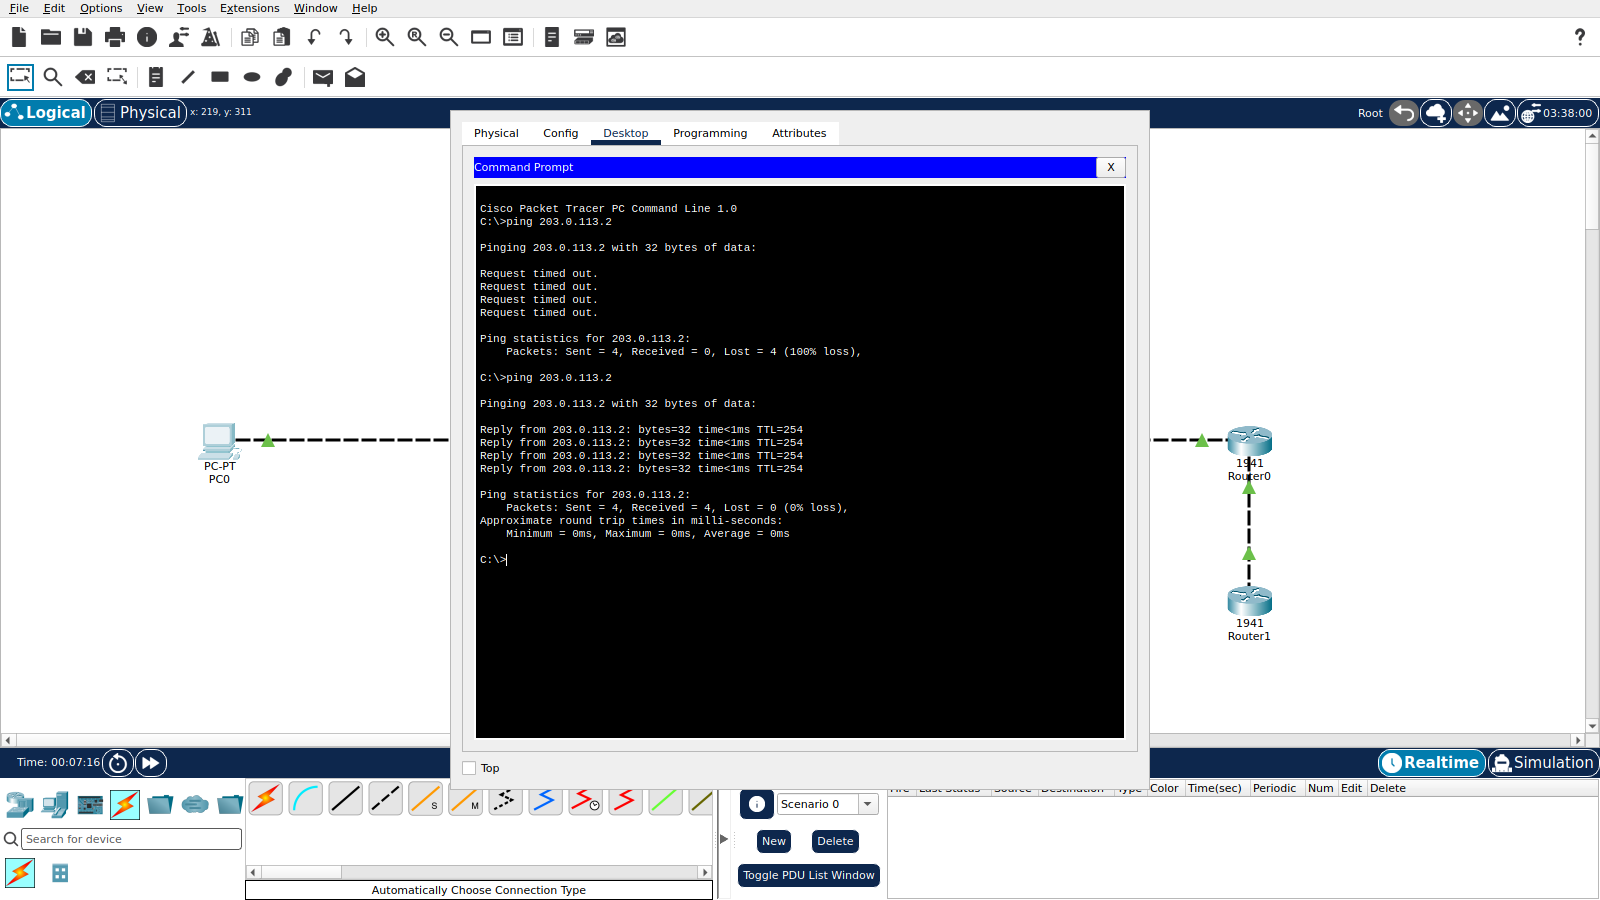 File Edit Options View Tools Extensions Window Help
?
Logical Physical x: 219, y: 311 Root 03:38:00
Physical Config Desktop Programming Attributes
Command Prompt X
Cisco Packet Tracer PC Command Line 1.0
C:\>ping 203.0.113.2
Pinging 203.0.113.2 with 32 bytes of data:
Request timed out.
Request timed out.
Request timed out.
Request timed out.
Ping statistics for 203.0.113.2:
Packets: Sent = 4, Received = 0, Lost = 4 (100% loss),
C:\>ping 203.0.113.2
Pinging 203.0.113.2 with 32 bytes of data:
Reply from 203.0.113.2: bytes=32 time<1ms TTL=254
Reply from 203.0.113.2: bytes=32 time<1ms TTL=254
Reply from 203.0.113.2: bytes=32 time<1ms TTL=254
Reply from 203.0.113.2: bytes=32 time<1ms TTL=254
Ping statistics for 203.0.113.2:
Packets: Sent = 4, Received = 4, Lost = 0 (0% loss),
Approximate round trip times in milli-seconds:
Minimum = 0ms, Maximum = 0ms, Average = 0ms
C:\>
PC-PT
PC0
1941
Router0
1941
Router1
Top
Time: 00:07:16 Realtime Simulation
S M
Fire Last Status Source Destination Type Color Time(sec) Periodic Num Edit Delete
Scenario 0
Search for device
New Delete
Toggle PDU List Window
Automatically Choose Connection Type